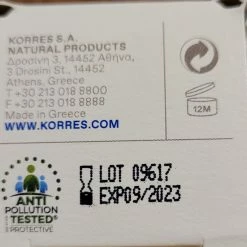 KORRES S.A.
NATURAL PRODUCTS
Δροσίνη 3, 14452 Αθήνα,
3 Drosini St., 14452
Athens, Greece
T+30 213 018 8800
F+30 213 018 8888
Made in Greece
WWW.KORRES.COM
12M
LOT 09617
EXP09/2023
ANTI
POLLUTION
TESTED
PROTECTIVE